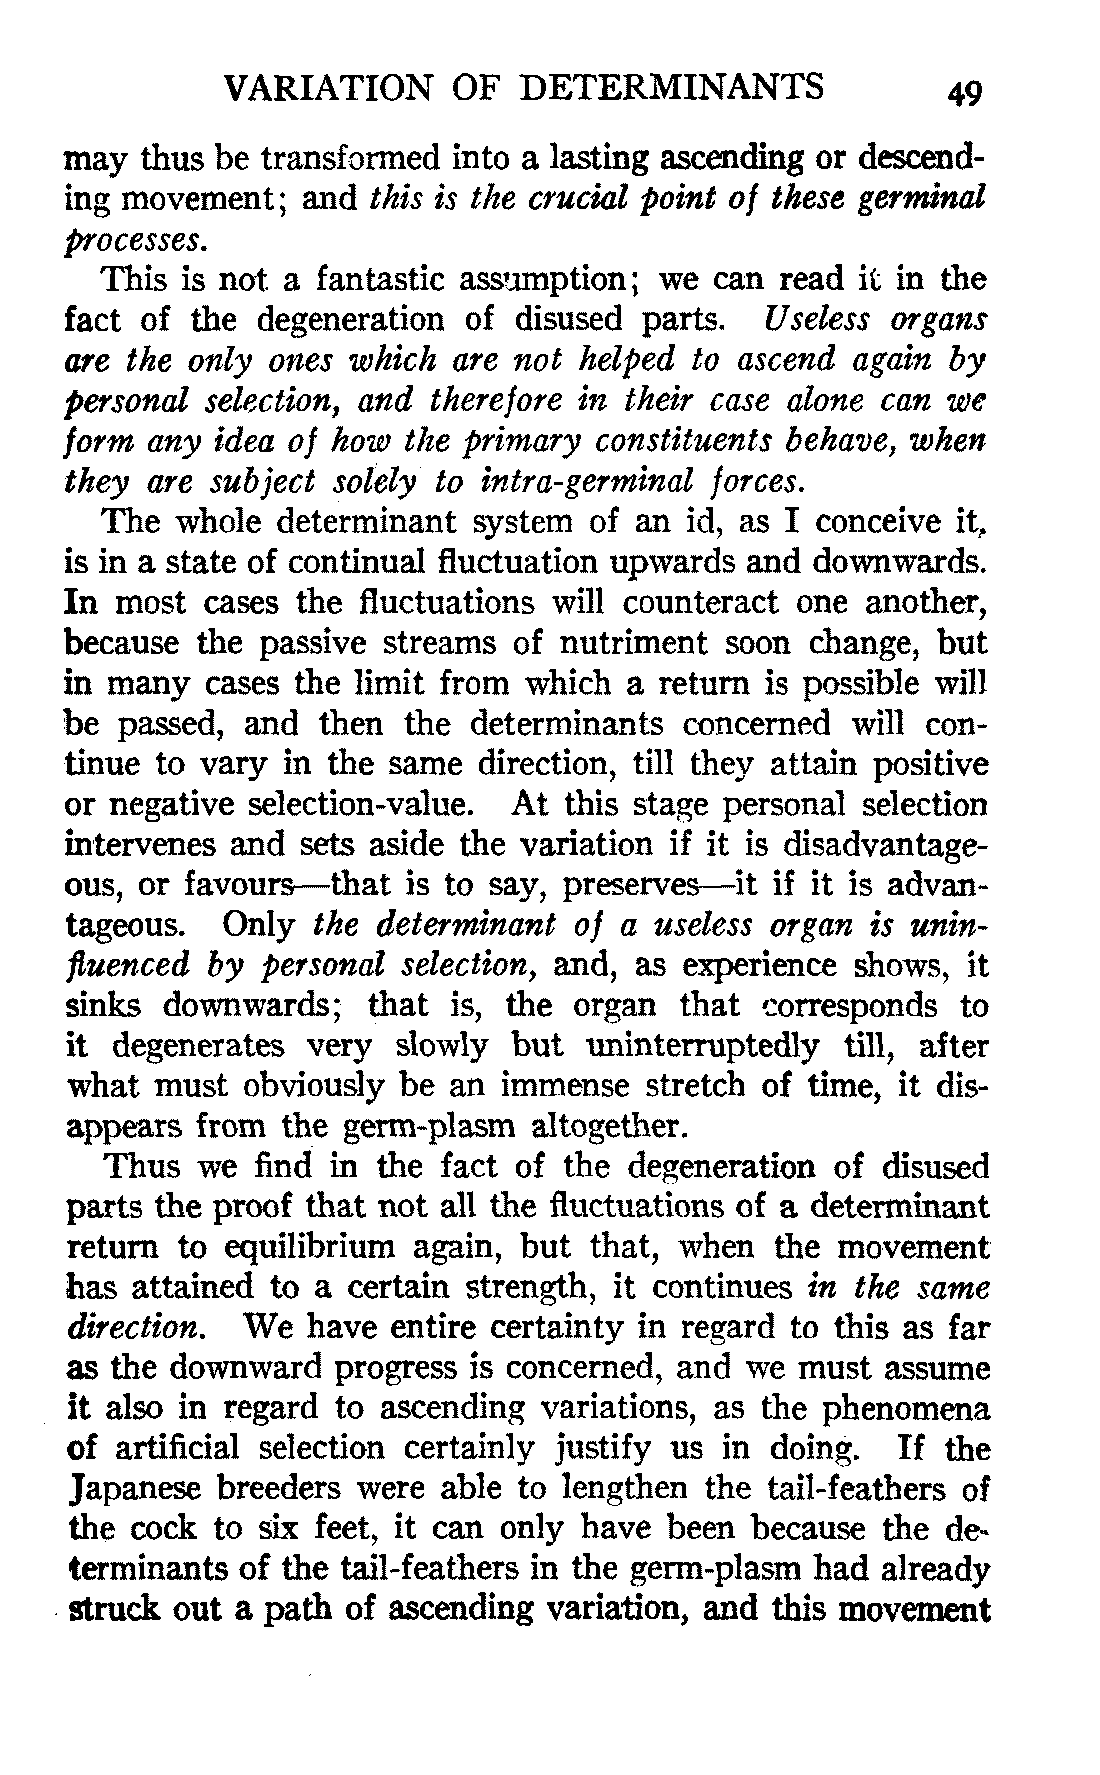 VARIATION OF DETERMINANTS 49
may thus be transformed into a lasting ascending or descend-
ing movement; and this is the crucial point of these germinal
processes.
This is not a fantastic assumption; we can read it in the
fact of the degeneration of disused parts. Useless organs
are the only ones which are not helped to ascend again by
personal selection, and therefore in their case alone can we
form any idea of how the primary constituents behave, when
they are subject solely to intra-germinal forces.
The whole determinant system of an id, as I conceive it,
is in a state of continual fluctuation upwards and downwards.
In most cases the fluctuations will counteract one another,
because the passive streams of nutriment soon change, but
in many cases the limit from which a return is possible will
be passed, and then the determinants concerned will con-
tinue to vary in the same direction, till they attain positive
or negative selection-value. At this stage personal selection
intervenes and sets aside the variation if it is disadvantage-
ous, or favours—that is to say, preserves—it if it is advan-
tageous. Only the determinant of a useless organ is unin-
fluenced by personal selection, and, as experience shows, it
sinks downwards; that is, the organ that corresponds to
it degenerates very slowly but uninterruptedly till, after
what must obviously be an immense stretch of time, it dis-
appears from the germ-plasm altogether.
Thus we find in the fact of the degeneration of disused
parts the proof that not all the fluctuations of a determinant
return to equilibrium again, but that, when the movement
has attained to a certain strength, it continues in the same
direction. We have entire certainty in regard to this as far
as the downward progress is concerned, and we must assume
it also in regard to ascending variations, as the phenomena
of artificial selection certainly justify us in doing. If the
Japanese breeders were able to lengthen the tail-feathers of
the cock to six feet, it can only have been because the de-
terminants of the tail-feathers in the germ-plasm had already
struck out a path of ascending variation, and this movement